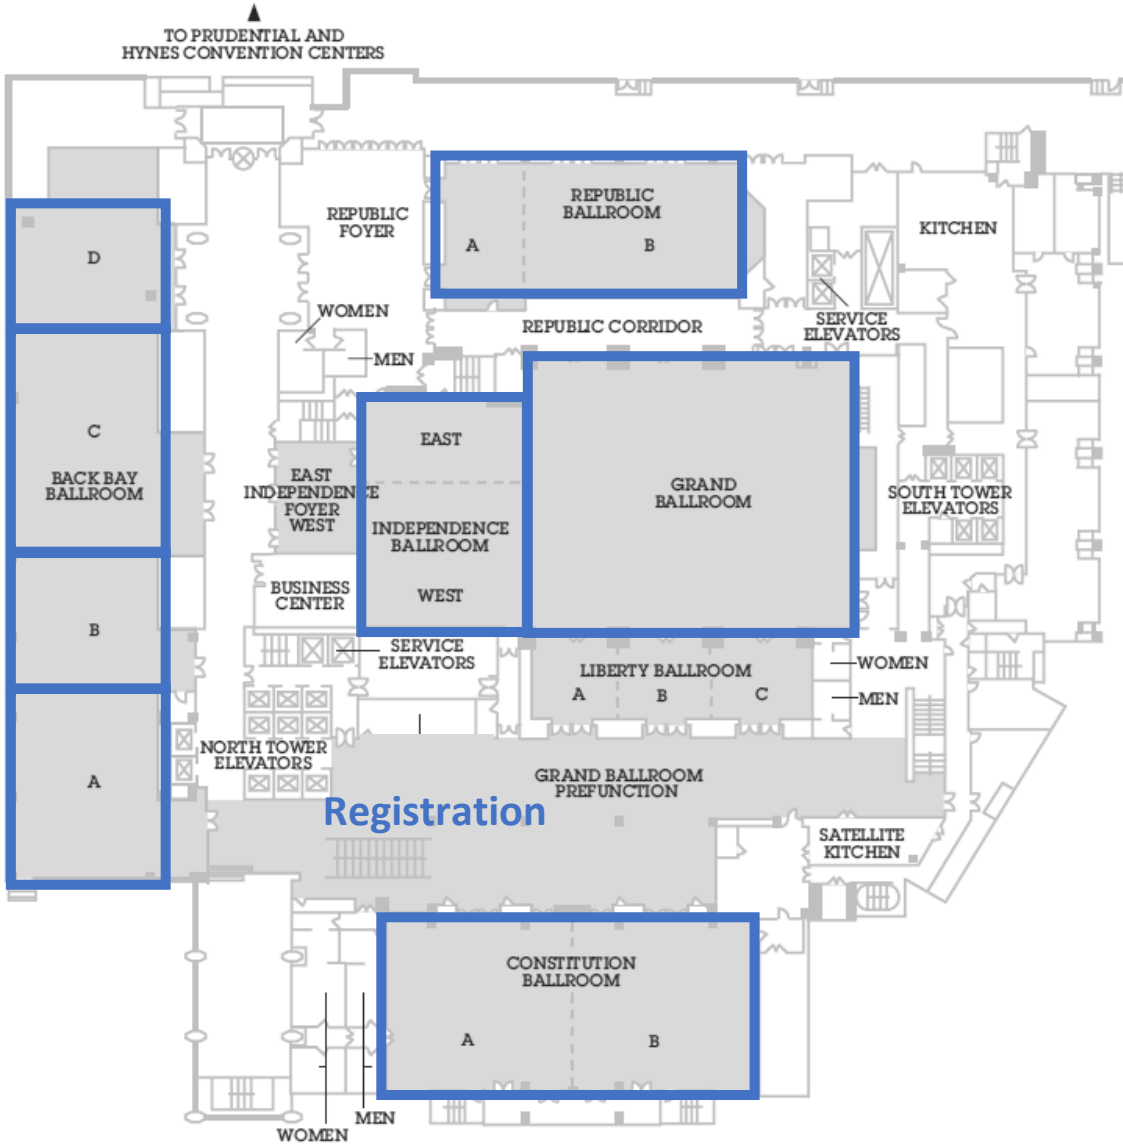 TO PRUDENTIAL AND
HYNES CONVENTION CENTERS
REPUBLIC
BALLROOM
A
B
REPUBLIC
FOYER
KITCHEN
D
WOMEN
MEN
REPUBLIC CORRIDOR
SERVICE
ELEVATORS
C
BACK BAY
BALLROOM
EAST
INDEPENDENCE
FOYER
WEST
EAST
INDEPENDENCE
BALLROOM
WEST
GRAND
BALLROOM
SOUTH TOWER
ELEVATORS
BUSINESS
CENTER
B
SERVICE
ELEVATORS
LIBERTY BALLROOM
A
B
C
WOMEN
MEN
NORTH TOWER
ELEVATORS
A
GRAND BALLROOM
PREFUNCTION
Registration
SATELLITE
KITCHEN
CONSTITUTION
BALLROOM
A
B
MEN
WOMEN